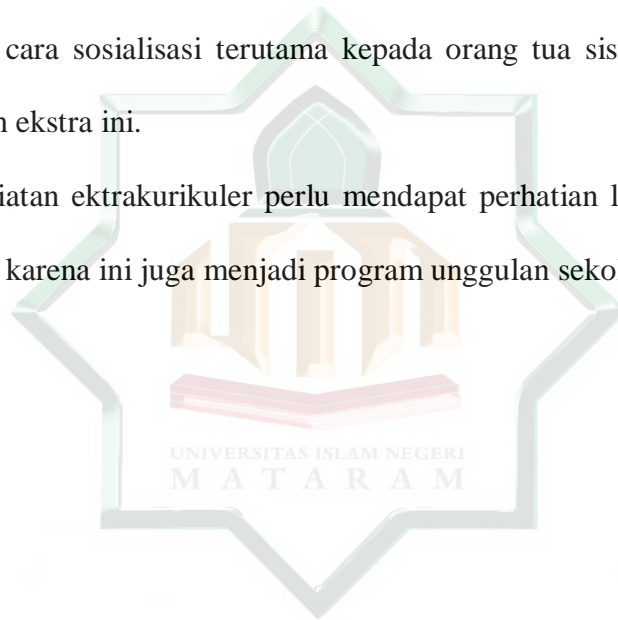 cara sosialisasi terutama kepada orang tua sis
ekstra ini.
iatan ektrakurikuler perlu mendapat perhatian
karena ini juga menjadi program unggulan sekol
UNIVERSITAS ISLAM NEGERI
MATARAM